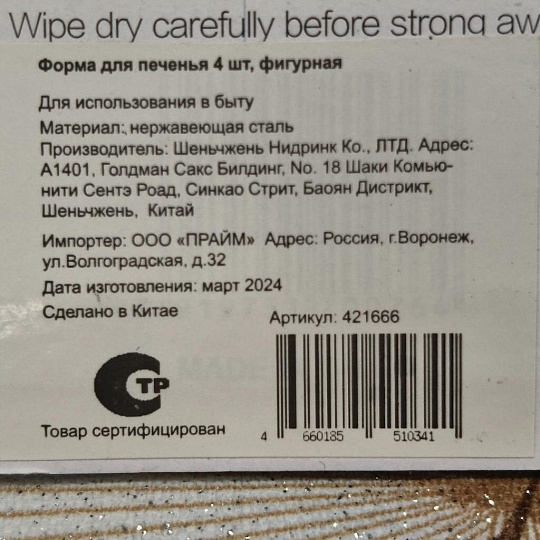 Wipe dry carefully before strong aw
Форма для печенья 4 шт, фигурная
Для использования в быту
Материал:,нержавеющая сталь
Производитель: Шеньчжень Нидринк Ко., ЛТД. Адрес:
А1401, Голдман Сакс Билдинг, No. 18 Шаки Комью-
нити Сентэ Роад, Синкао Стрит, Баоян Дистрикт,
Шеньчжень, Китай
Импортер: ООО «ПРАЙМ» Адрес: Россия, г.Воронеж,
ул.Волгоградская, д.32
Дата изготовления: март 2024
Сделано в Китае
Артикул: 421666
ТР
Товар сертифицирован
4 660185 510341